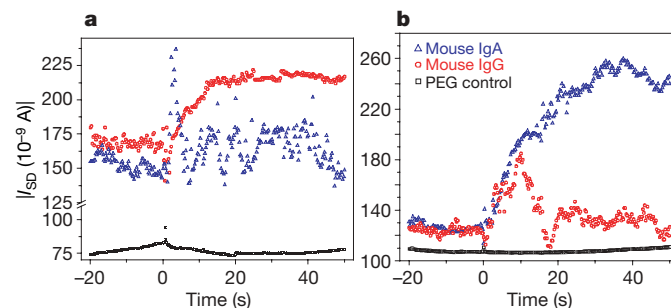 a
|I_SD (10⁻⁹ A)|
225
200
175
150
125
100
75
-20
0
20
40
Time (s)
b
△ Mouse IgA
○ Mouse IgG
□ PEG control
260
220
180
140
100
-20
0
20
40
Time (s)